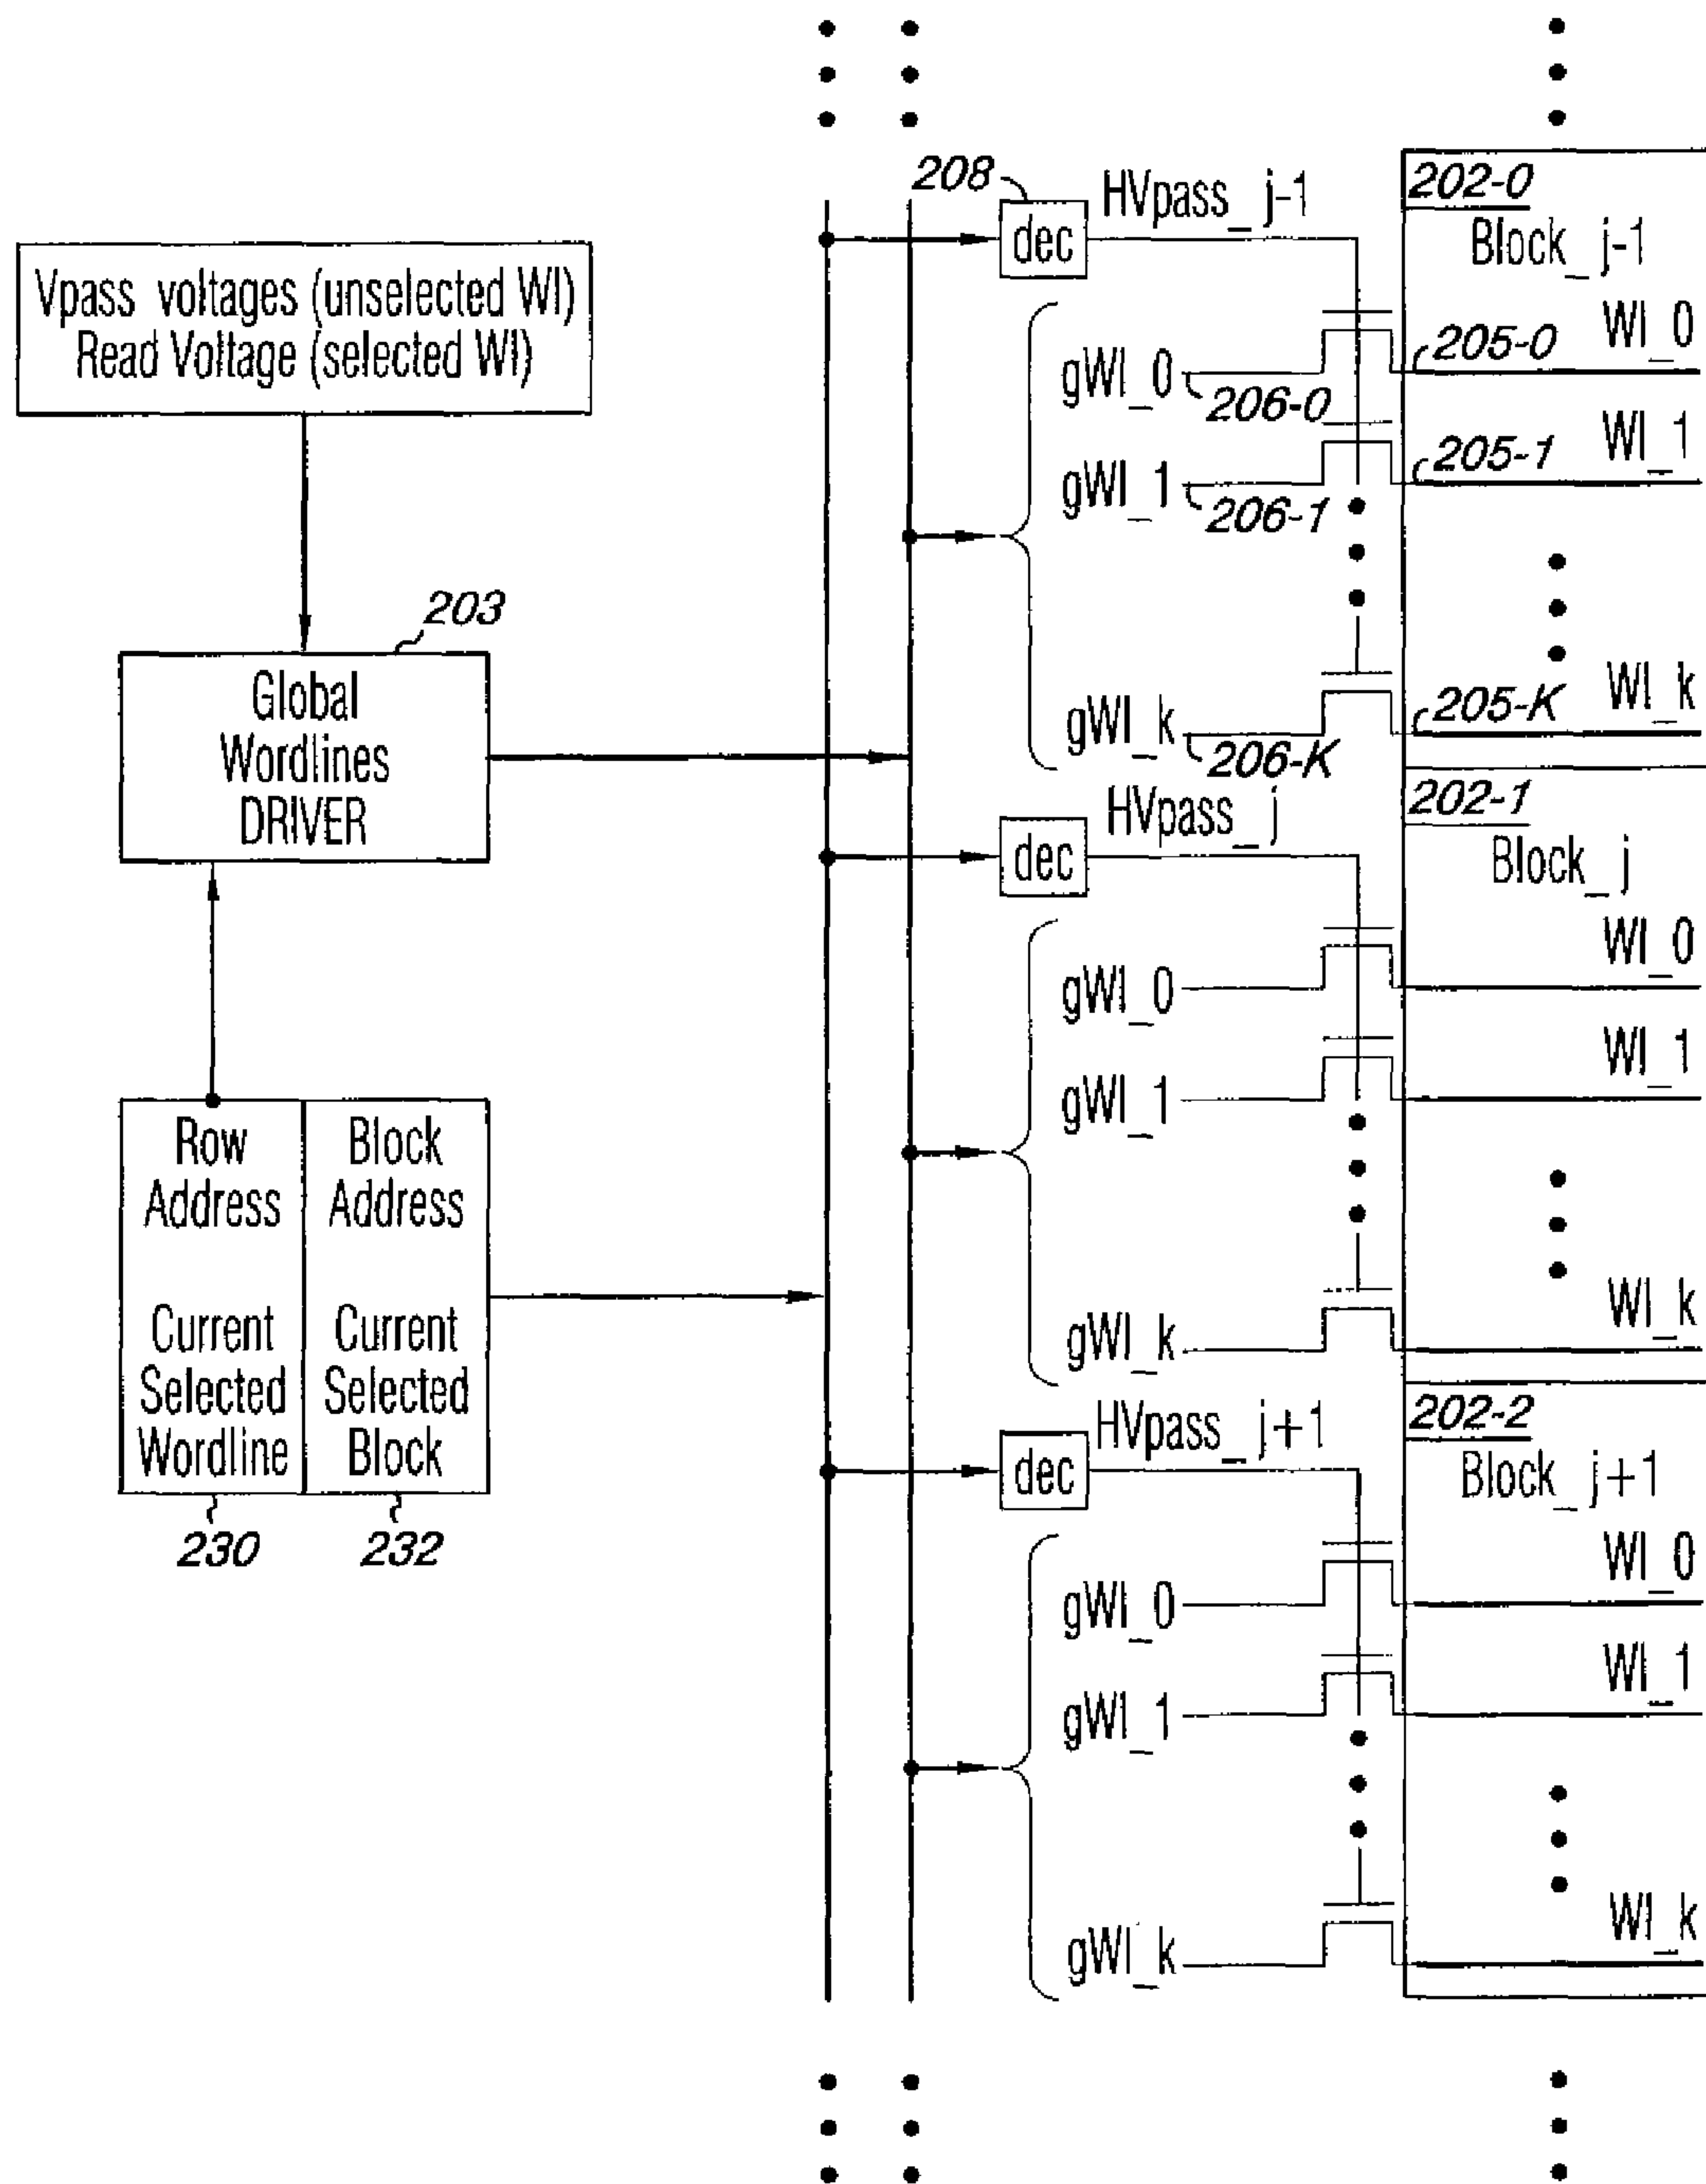 Vpass voltages (unselected Wl)
Read Voltage (selected Wl)
203
Global
Wordlines
DRIVER
Row
Address
Current
Selected
Wordline
230
Block
Address
Current
Selected
Block
232
208
dec
HVpass_j-1
202-0
Block_j-1
gWl_0
206-0
205-0
Wl_0
gWl_1
206-1
205-1
Wl_1
gWl_k
206-K
205-K
Wl_k
dec
HVpass_j
202-1
Block_j
gWl_0
Wl_0
gWl_1
Wl_1
gWl_k
Wl_k
dec
HVpass_j+1
202-2
Block_j+1
gWl_0
Wl_0
gWl_1
Wl_1
gWl_k
Wl_k